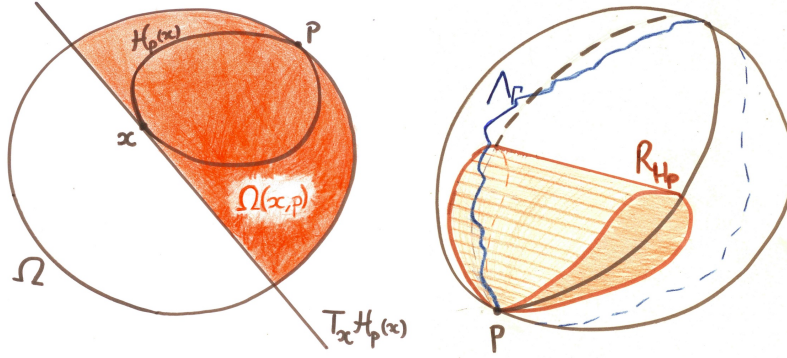 H_p(x)
p
x
Ω(x,p)
Ω
T_x H_p(x)
Λ_Γ
R_{H_p}
P